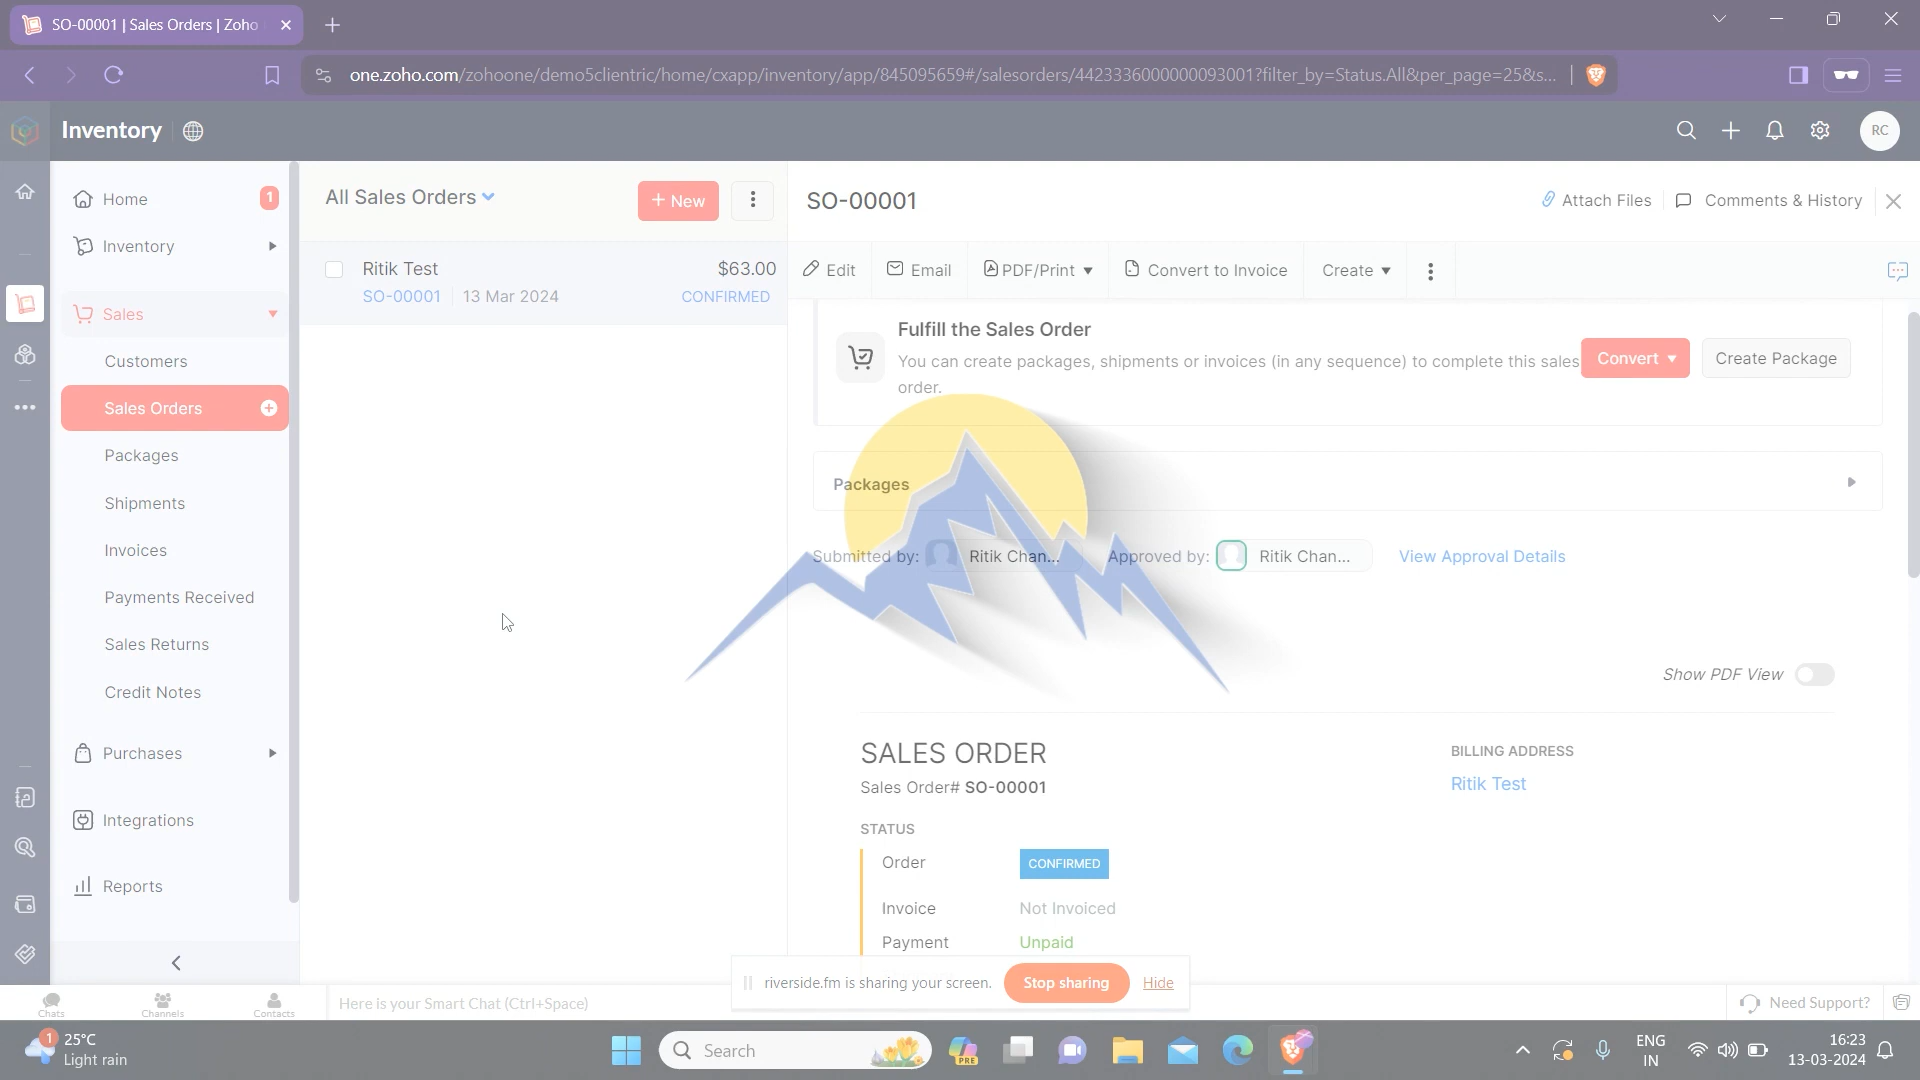 SO-00001 | Sales Orders | Zoho
one.zoho.com/zohoone/demo5clientric/home/cxapp/inventory/app/845095659#/salesorders/4423336000000093001?filter_by=Status.All&per_page=25&s...
Inventory
RC
Home
1
Inventory
Sales
Customers
Sales Orders
Packages
Shipments
Invoices
Payments Received
Sales Returns
Credit Notes
Purchases
Integrations
Reports
All Sales Orders
+ New
Ritik Test
$63.00
SO-00001
13 Mar 2024
CONFIRMED
SO-00001
Attach Files
Comments & History
Edit
Email
PDF/Print
Convert to Invoice
Create
Fulfill the Sales Order
You can create packages, shipments or invoices (in any sequence) to complete this sales
order.
Convert
Create Package
Packages
Submitted by:
Ritik Chan...
Approved by:
Ritik Chan...
View Approval Details
Show PDF View
SALES ORDER
Sales Order# SO-00001
BILLING ADDRESS
Ritik Test
STATUS
Order
CONFIRMED
Invoice
Not Invoiced
Payment
Unpaid
riverside.fm is sharing your screen.
Stop sharing
Hide
Chats
Channels
Contacts
Here is your Smart Chat (Ctrl+Space)
Need Support?
1
25°C
Light rain
Search
PRE
ENG
IN
16:23
13-03-2024